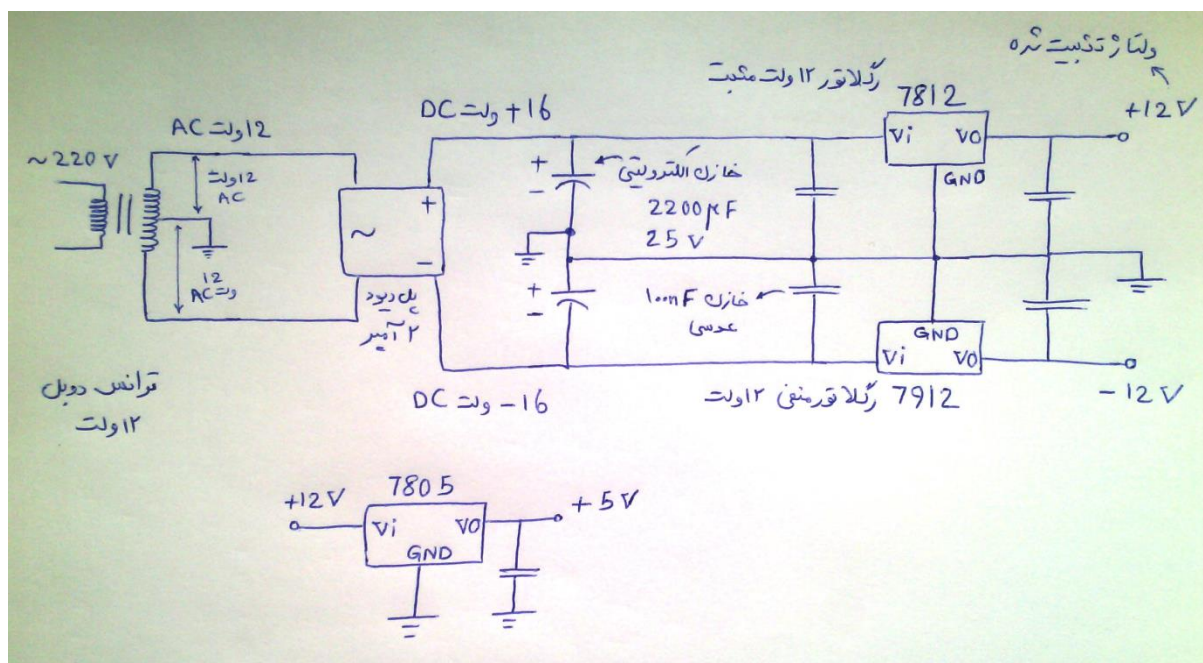 ولتاژ تثبیت شده
رگلاتور ۱۲ ولت مثبت
7812
+12V
DC ولت +16
AC ولت 12
Vi
VO
GND
~ 220 V
12 ولت
AC
+
-
خازن الکترولیتی
2200 μF
25 V
+
~
-
12
ولت AC
پل دیود
۲ آمپر
+
-
خازن 100nF
عدسی
GND
Vi
VO
ترانس دوبل
۱۲ ولت
DC ولت -16
رگلاتور منفی ۱۲ ولت
7912
-12V
7805
+12V
+5V
Vi
VO
GND